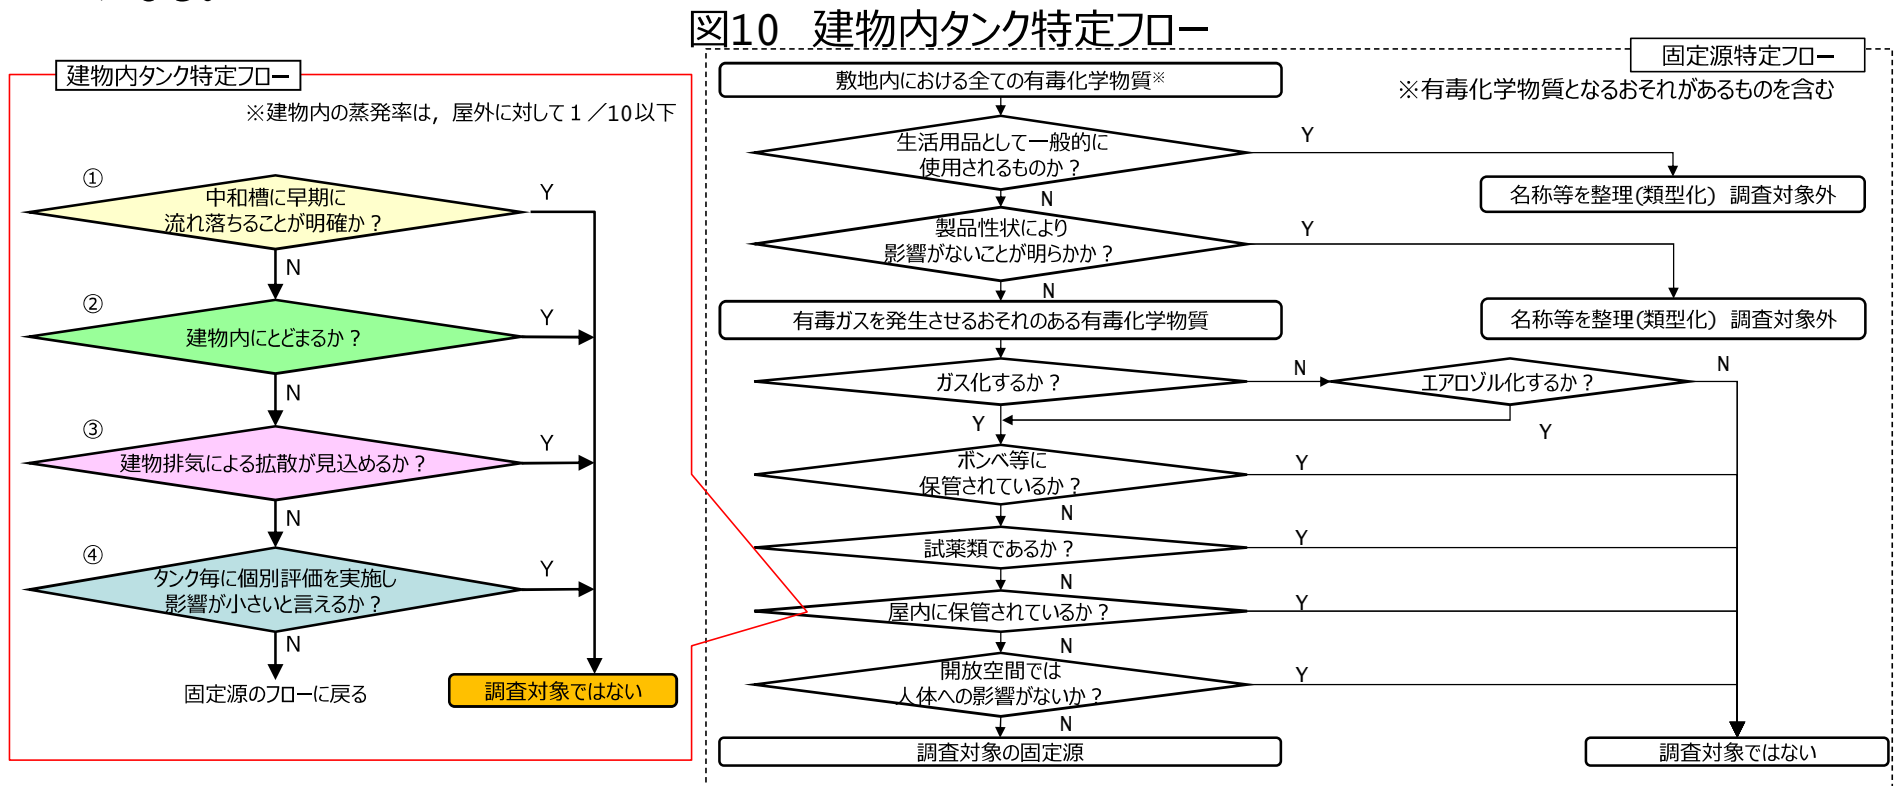 図10　建物内タンク特定フロー
建物内タンク特定フロー
※建物内の蒸発率は，屋外に対して１／10以下
①
中和槽に早期に
流れ落ちることが明確か？
Y
N
②
建物内にとどまるか？
Y
N
③
建物排気による拡散が見込めるか？
Y
N
④
タンク毎に個別評価を実施し
影響が小さいと言えるか？
Y
N
固定源のフローに戻る
調査対象ではない
固定源特定フロー
※有毒化学物質となるおそれがあるものを含む
敷地内における全ての有毒化学物質※
生活用品として一般的に
使用されるものか？
Y
名称等を整理(類型化)　調査対象外
N
製品性状により
影響がないことが明らかか？
Y
名称等を整理(類型化)　調査対象外
N
有毒ガスを発生させるおそれのある有毒化学物質
ガス化するか？
N
エアロゾル化するか？
N
Y
Y
ボンベ等に
保管されているか？
Y
N
試薬類であるか？
Y
N
屋内に保管されているか？
Y
N
開放空間では
人体への影響がないか？
Y
N
調査対象の固定源
調査対象ではない